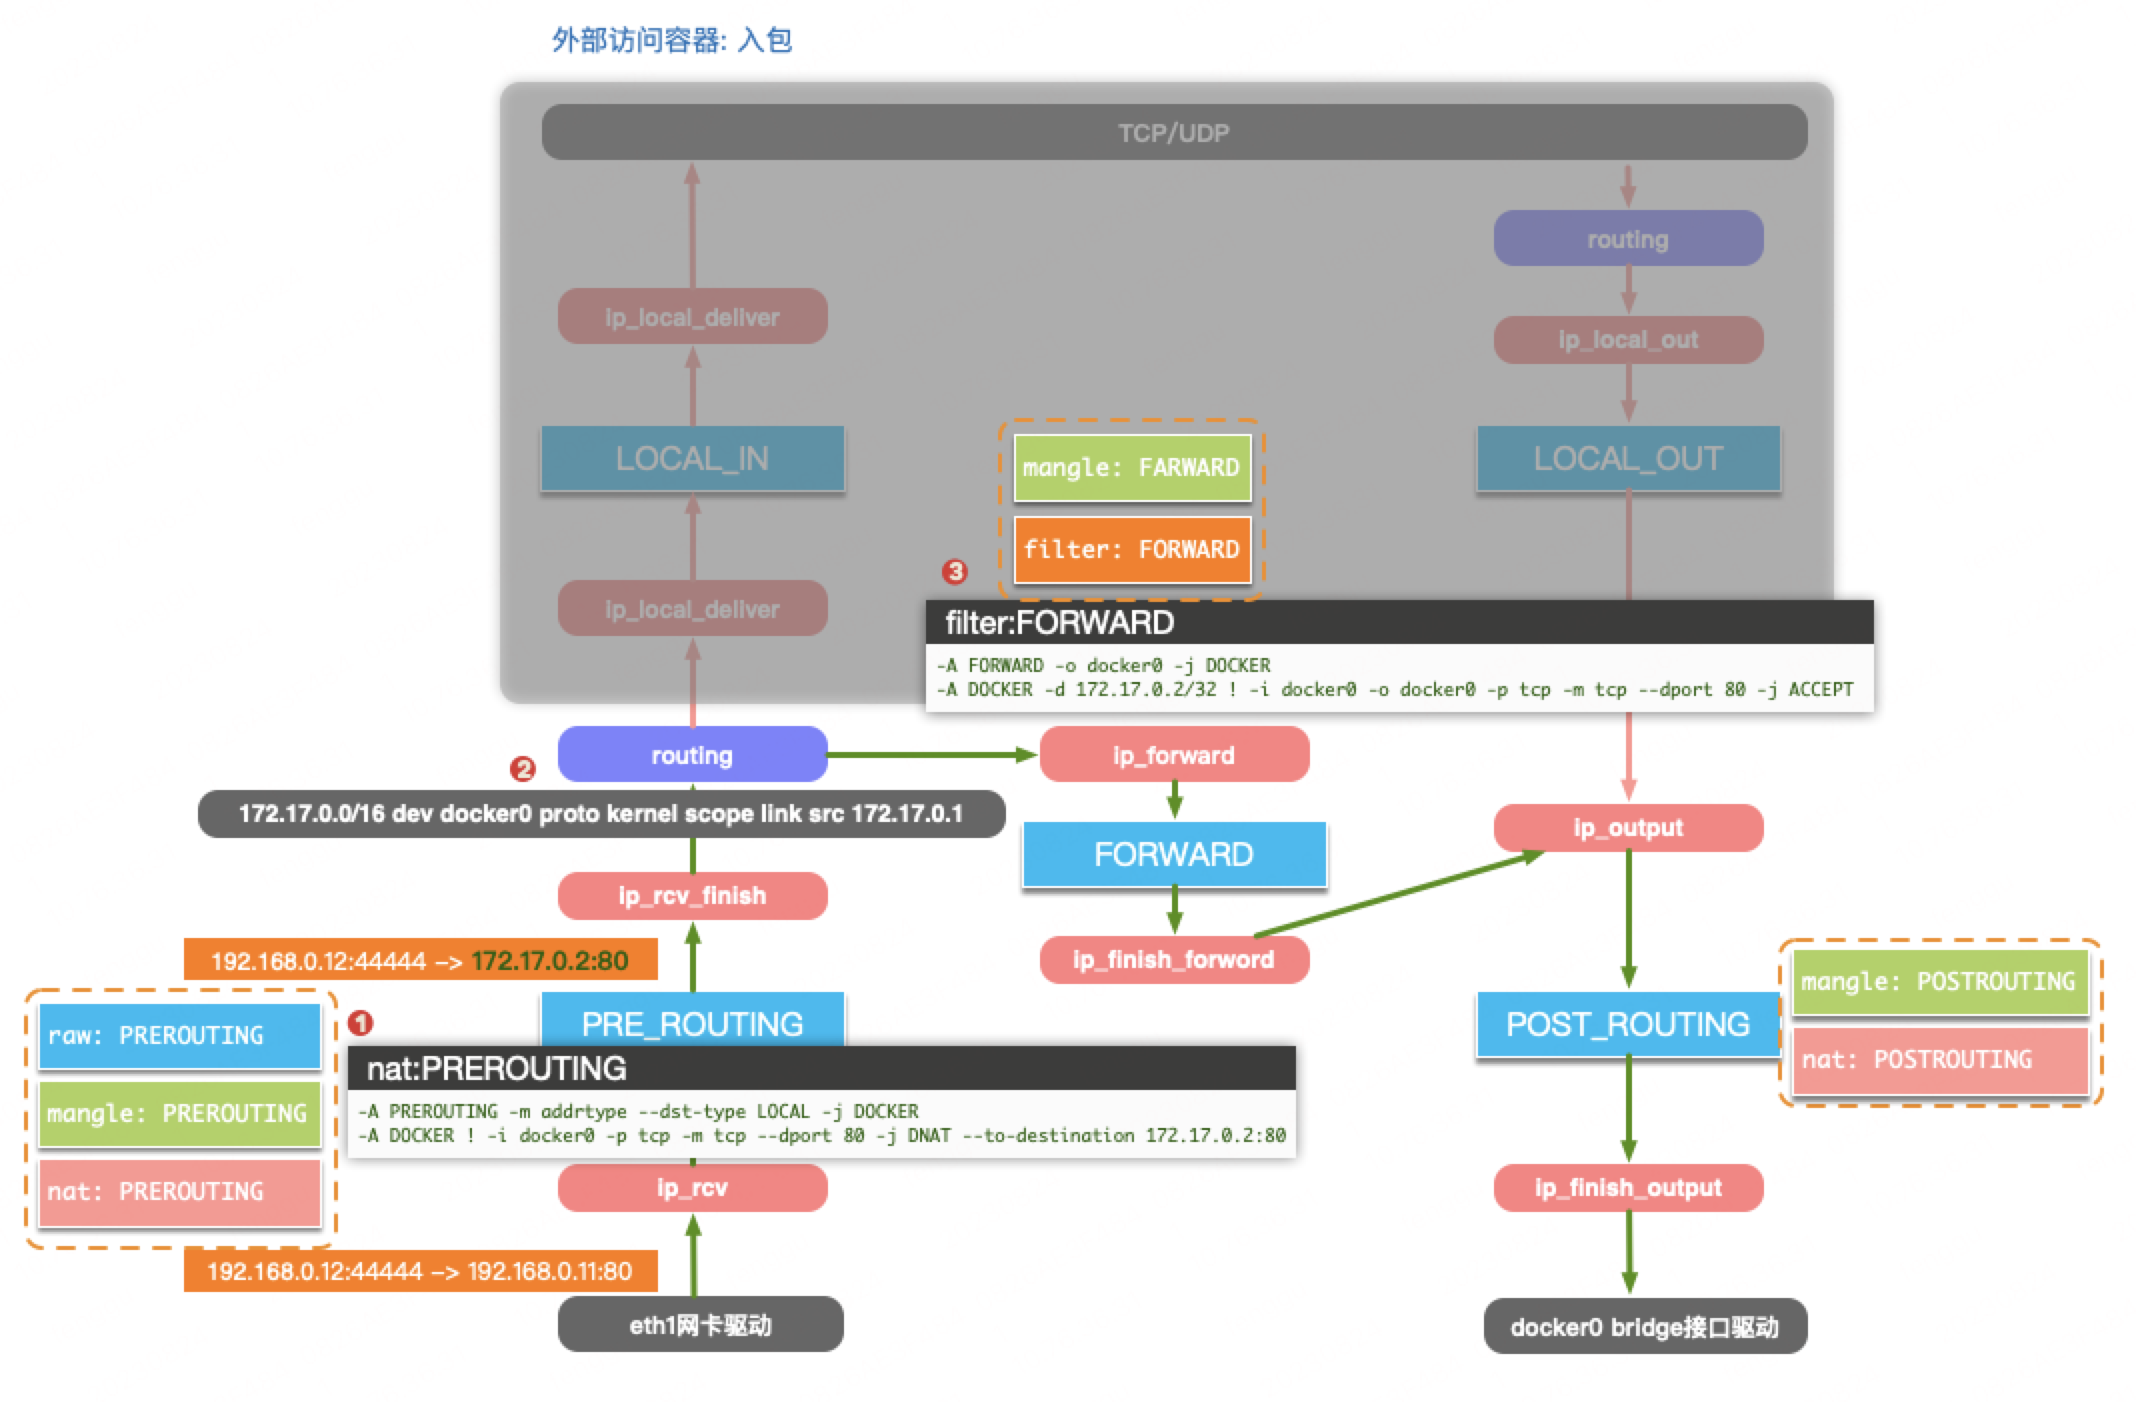 外部访问容器: 入包
TCP/UDP
routing
ip_local_deliver
ip_local_out
LOCAL_IN
mangle: FARWARD
LOCAL_OUT
filter: FORWARD
3
ip_local_deliver
filter:FORWARD
-A FORWARD -o docker0 -j DOCKER
-A DOCKER -d 172.17.0.2/32 ! -i docker0 -o docker0 -p tcp -m tcp --dport 80 -j ACCEPT
routing
ip_forward
2
172.17.0.0/16 dev docker0 proto kernel scope link src 172.17.0.1
ip_output
FORWARD
ip_rcv_finish
192.168.0.12:44444 –> 172.17.0.2:80
ip_finish_forword
mangle: POSTROUTING
raw: PREROUTING
1
PRE_ROUTING
POST_ROUTING
nat: POSTROUTING
nat:PREROUTING
-A PREROUTING -m addrtype --dst-type LOCAL -j DOCKER
-A DOCKER ! -i docker0 -p tcp -m tcp --dport 80 -j DNAT --to-destination 172.17.0.2:80
mangle: PREROUTING
nat: PREROUTING
ip_rcv
ip_finish_output
192.168.0.12:44444 –> 192.168.0.11:80
eth1网卡驱动
docker0 bridge接口驱动